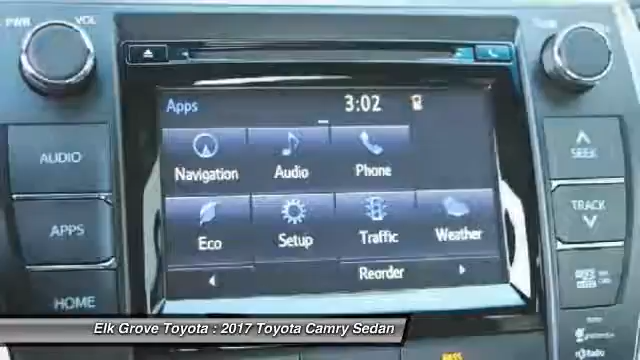 PWR VOL
Apps 3:02
AUDIO
APPS
HOME
Navigation Audio Phone
Eco Setup Traffic Weather
Reorder
SEEK
TRACK
Elk Grove Toyota : 2017 Toyota Camry Sedan
PASS